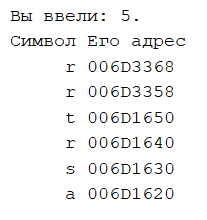 Вы ввели: 5.
Символ Его адрес
r 006D3368
r 006D3358
t 006D1650
r 006D1640
s 006D1630
a 006D1620